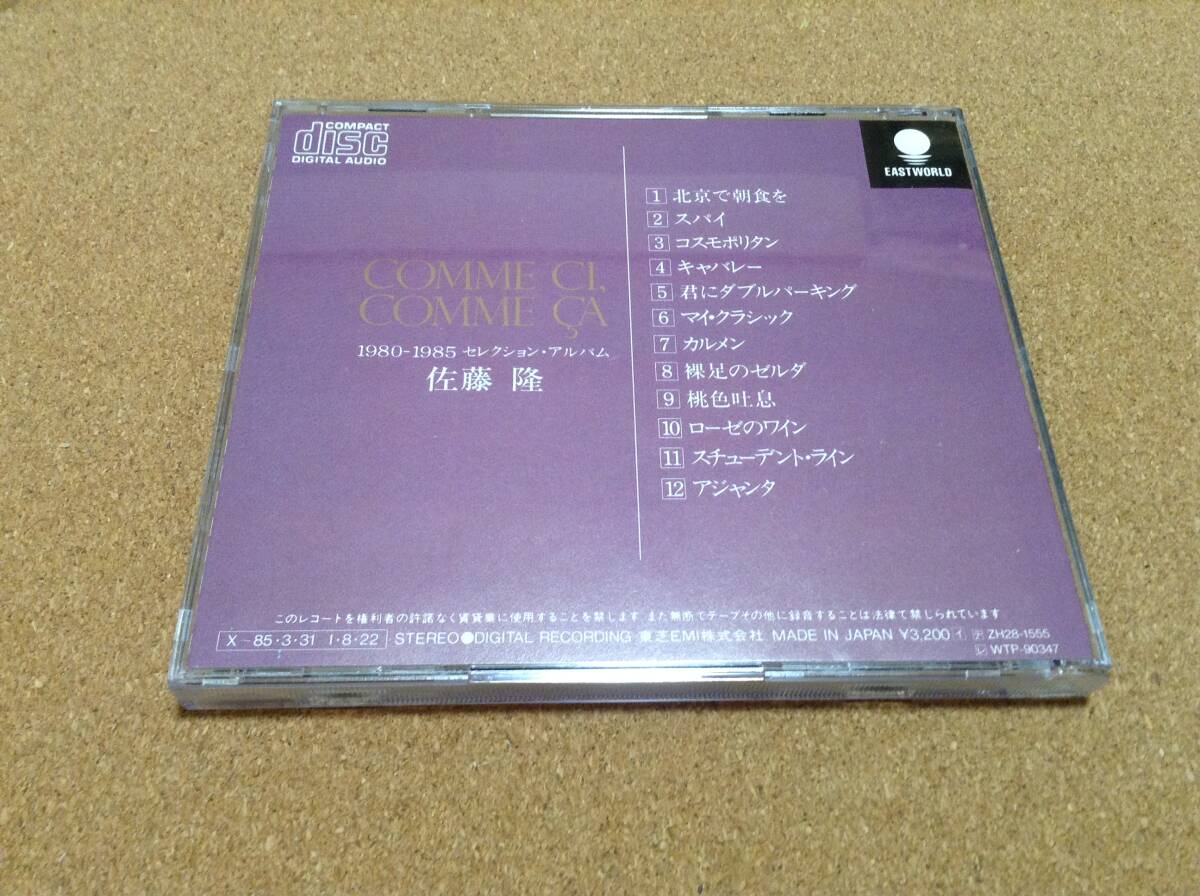 COMPACT
disc
DIGITAL AUDIO
EASTWORLD
COMME CI,
COMME ÇA
1980-1985 セレクション・アルバム
佐藤 隆
1 北京で朝食を
2 スパイ
3 コスモポリタン
4 キャバレー
5 君にダブルパーキング
6 マイ・クラシック
7 カルメン
8 裸足のゼルダ
9 桃色吐息
10 ローゼのワイン
11 スチューデント・ライン
12 アジャンタ
このレコードを権利者の許諾なく賃貸業に使用することを禁じます。また無断でテープその他に録音することは法律で禁じられています。
X〜85・3・31 1・8・22 STEREO●DIGITAL RECORDING 東芝EMI株式会社 MADE IN JAPAN ¥3,200 イ テ ZH28-1555
レ WTP-90347